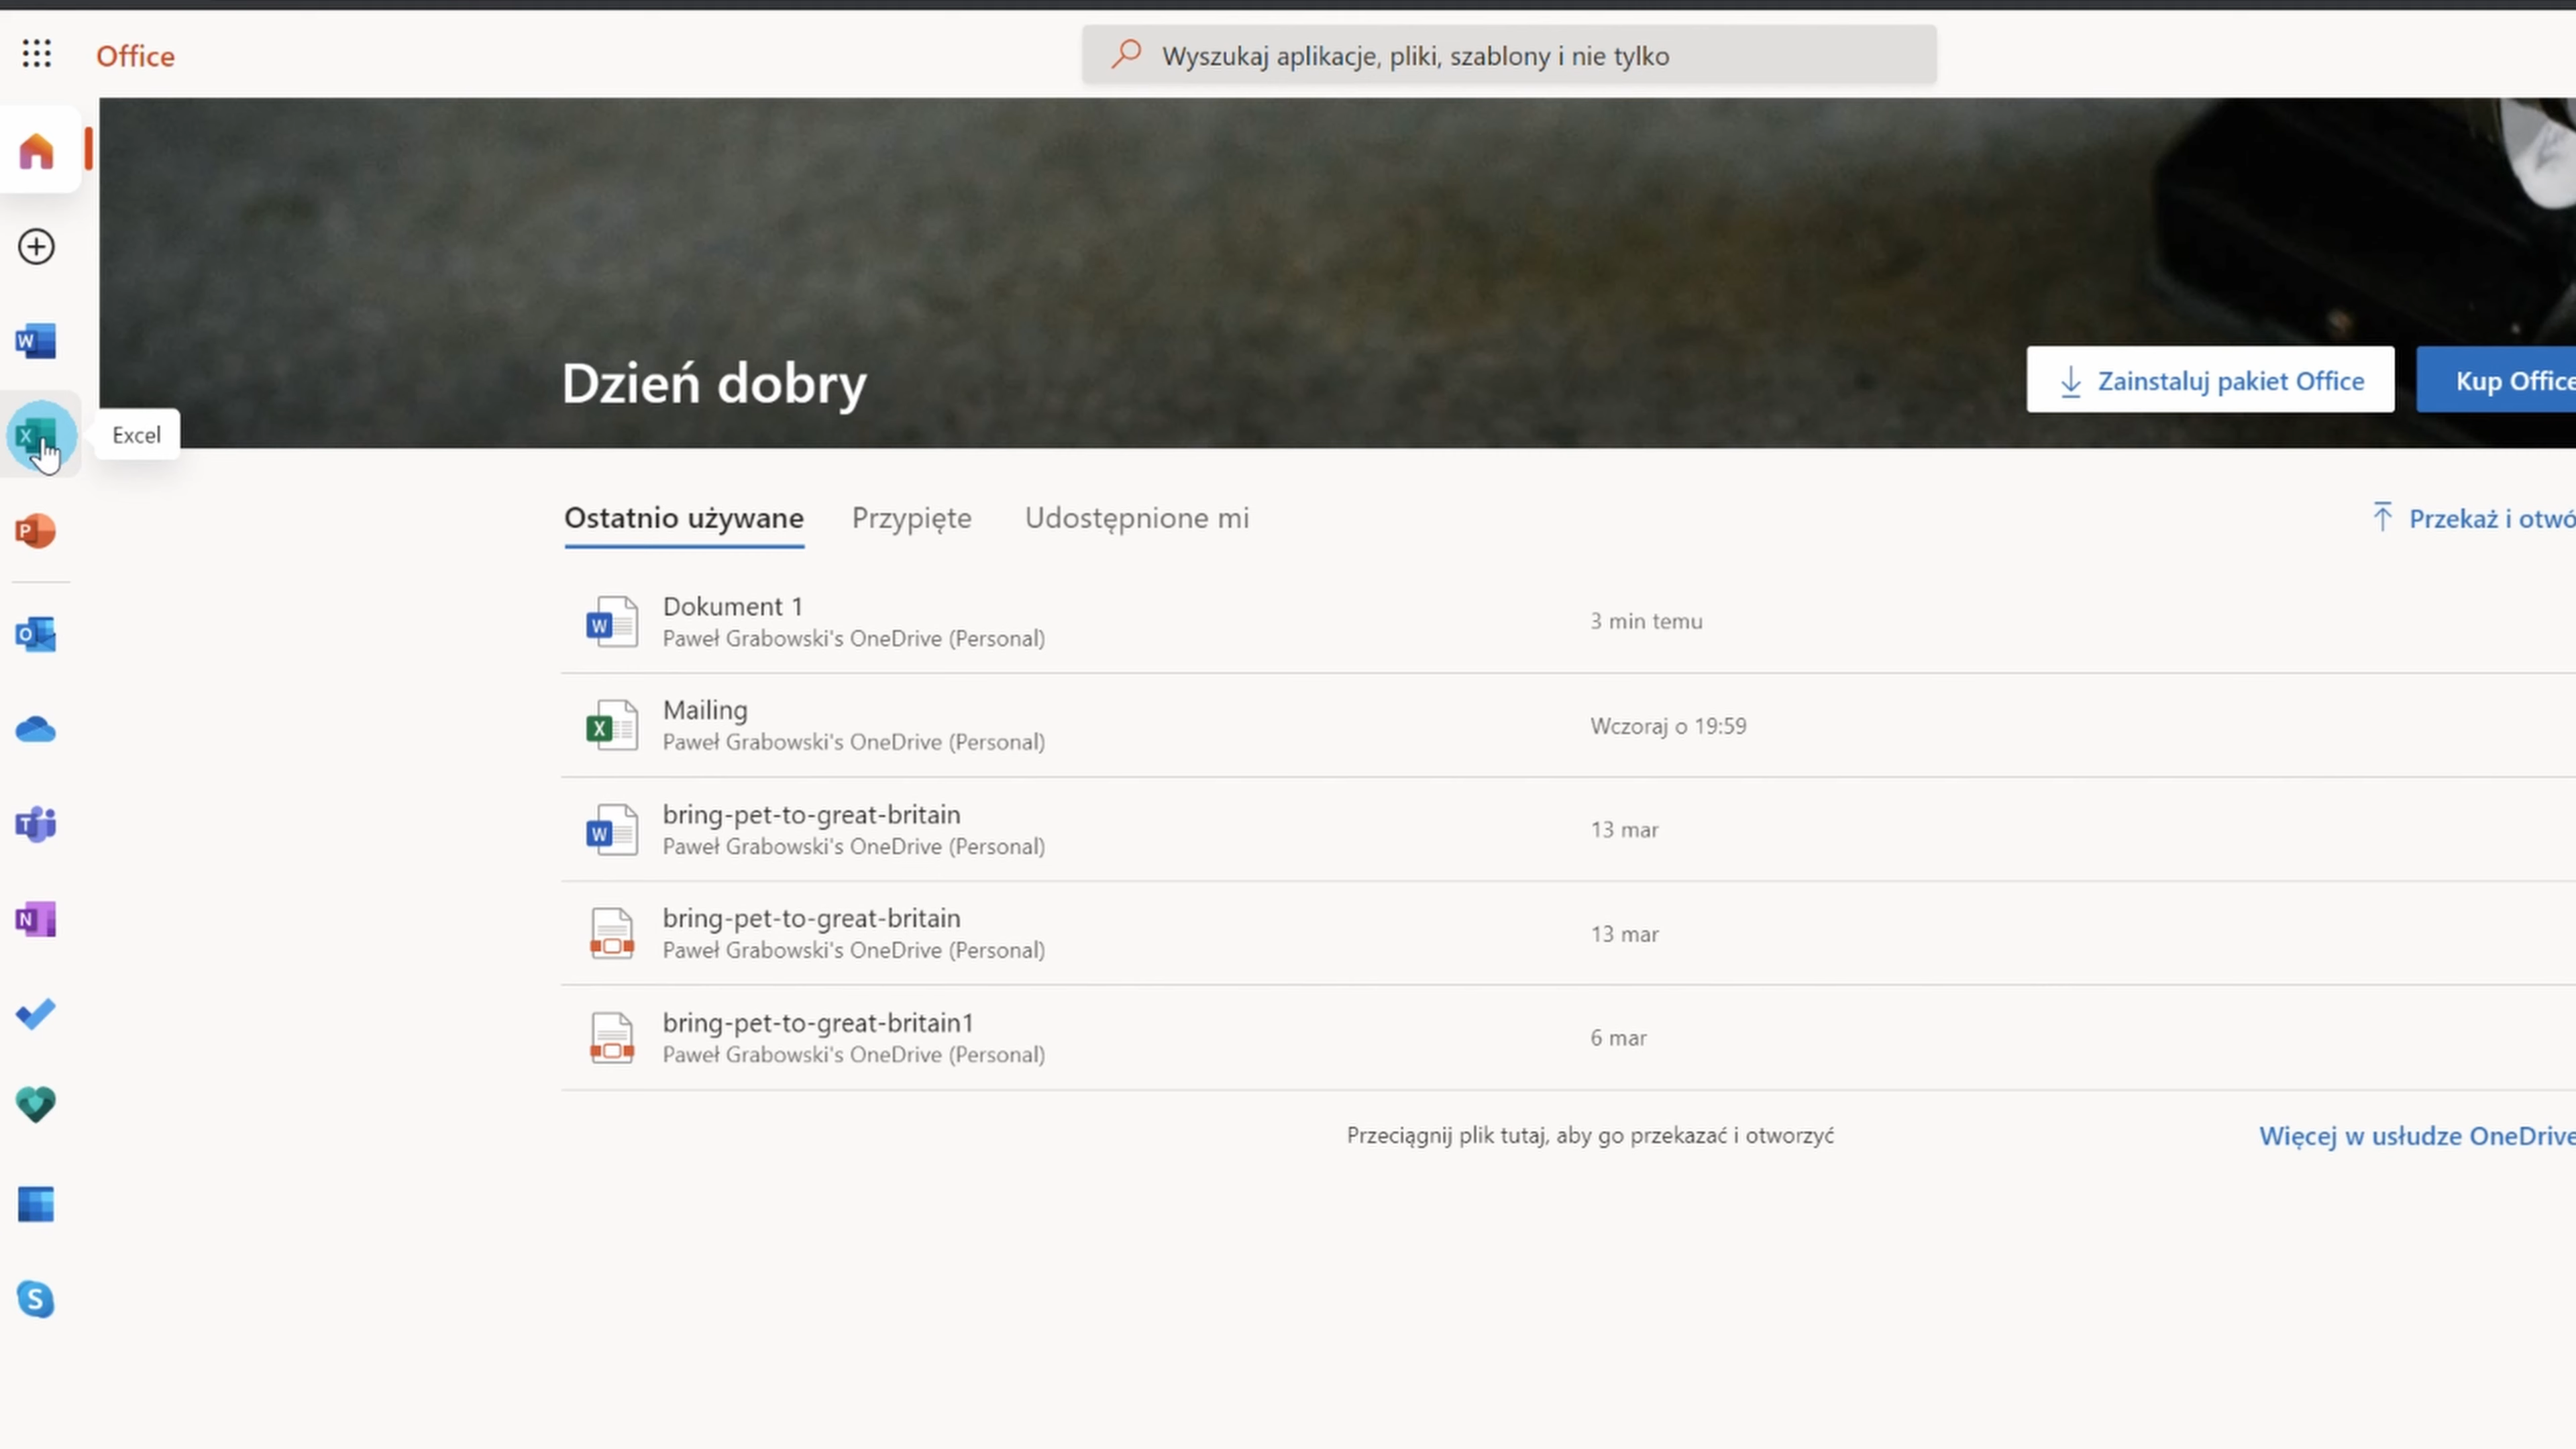 Office
Wyszukaj aplikacje, pliki, szablony i nie tylko
Dzień dobry
Zainstaluj pakiet Office
Kup Office
Excel
Ostatnio używane
Przypięte
Udostępnione mi
Przekaż i otwó
Dokument 1
Paweł Grabowski's OneDrive (Personal)
3 min temu
Mailing
Paweł Grabowski's OneDrive (Personal)
Wczoraj o 19:59
bring-pet-to-great-britain
Paweł Grabowski's OneDrive (Personal)
13 mar
bring-pet-to-great-britain
Paweł Grabowski's OneDrive (Personal)
13 mar
bring-pet-to-great-britain1
Paweł Grabowski's OneDrive (Personal)
6 mar
Przeciągnij plik tutaj, aby go przekazać i otworzyć
Więcej w usłudze OneDrive